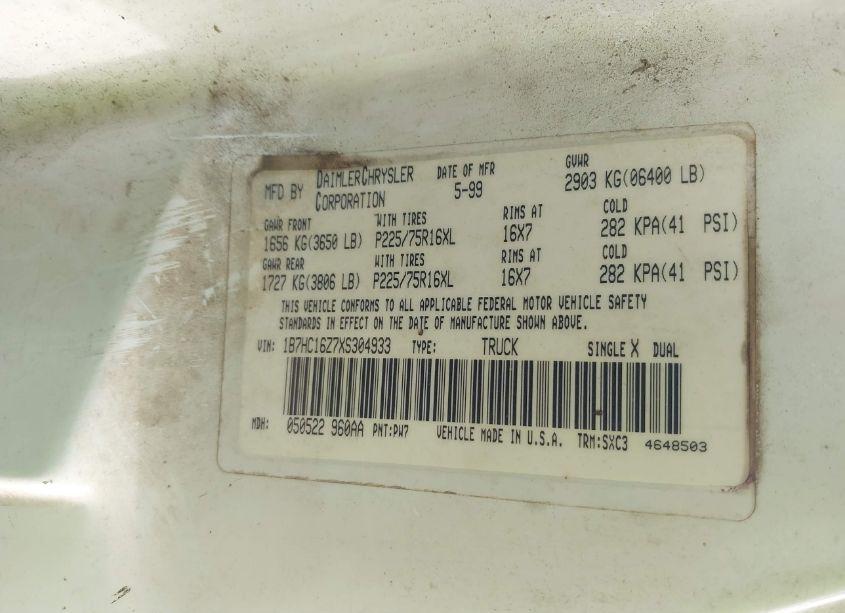 MFD BY DAIMLERCHRYSLER CORPORATION DATE OF MFR 5-99 GVWR 2903 KG(06400 LB)
GAWR FRONT WITH TIRES RIMS AT COLD
1656 KG(3650 LB) P225/75R16XL 16X7 282 KPA(41 PSI)
GAWR REAR WITH TIRES RIMS AT COLD
1727 KG(3806 LB) P225/75R16XL 16X7 282 KPA(41 PSI)
THIS VEHICLE CONFORMS TO ALL APPLICABLE FEDERAL MOTOR VEHICLE SAFETY
STANDARDS IN EFFECT ON THE DATE OF MANUFACTURE SHOWN ABOVE.
VIN: 1B7HC16Z7XS304933 TYPE: TRUCK SINGLE X DUAL
MDH: 050522 960AA PNT:PW7 VEHICLE MADE IN U.S.A. TRM:SXC3 4648503